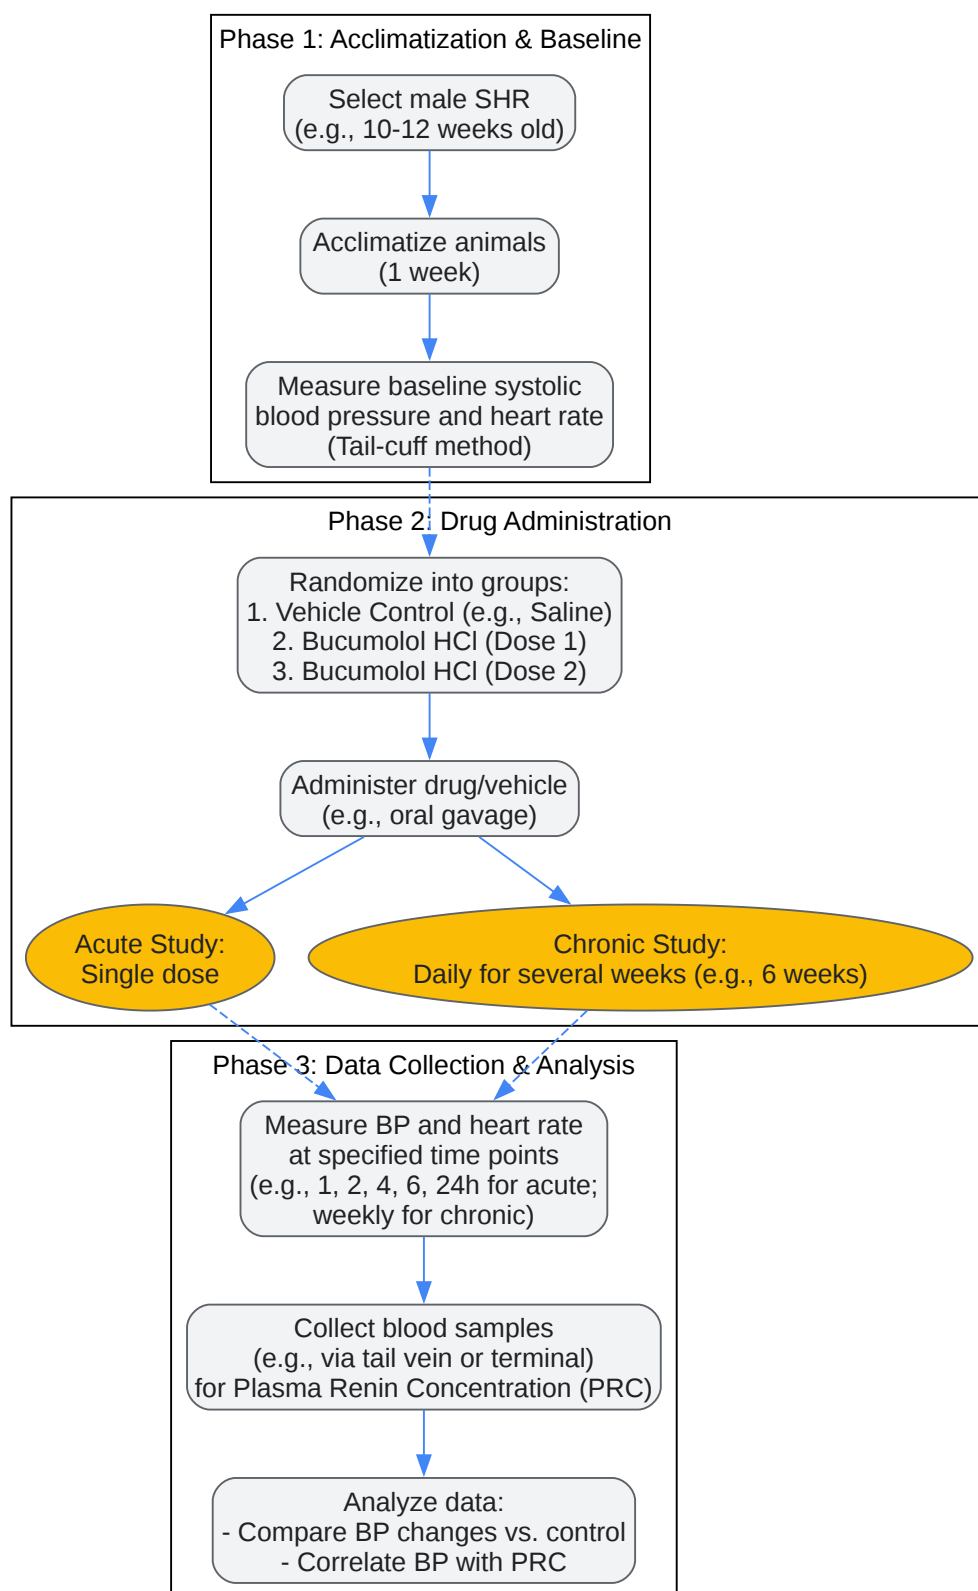 Phase 1: Acclimatization & Baseline
Select male SHR
(e.g., 10-12 weeks old)
Acclimatize animals
(1 week)
Measure baseline systolic
blood pressure and heart rate
(Tail-cuff method)
Phase 2: Drug Administration
Randomize into groups:
1. Vehicle Control (e.g., Saline)
2. Bucumolol HCl (Dose 1)
3. Bucumolol HCl (Dose 2)
Administer drug/vehicle
(e.g., oral gavage)
Acute Study:
Single dose
Chronic Study:
Daily for several weeks (e.g., 6 weeks)
Phase 3: Data Collection & Analysis
Measure BP and heart rate
at specified time points
(e.g., 1, 2, 4, 6, 24h for acute;
weekly for chronic)
Collect blood samples
(e.g., via tail vein or terminal)
for Plasma Renin Concentration (PRC)
Analyze data:
- Compare BP changes vs. control
- Correlate BP with PRC